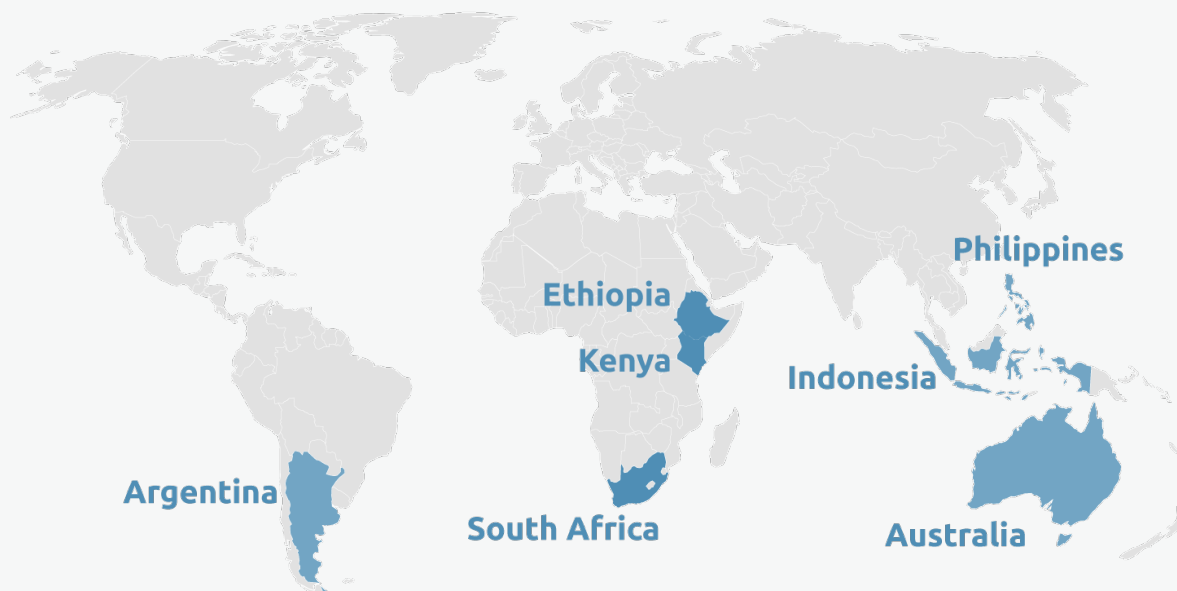 Philippines
Ethiopia
Kenya
Indonesia
Argentina
South Africa
Australia